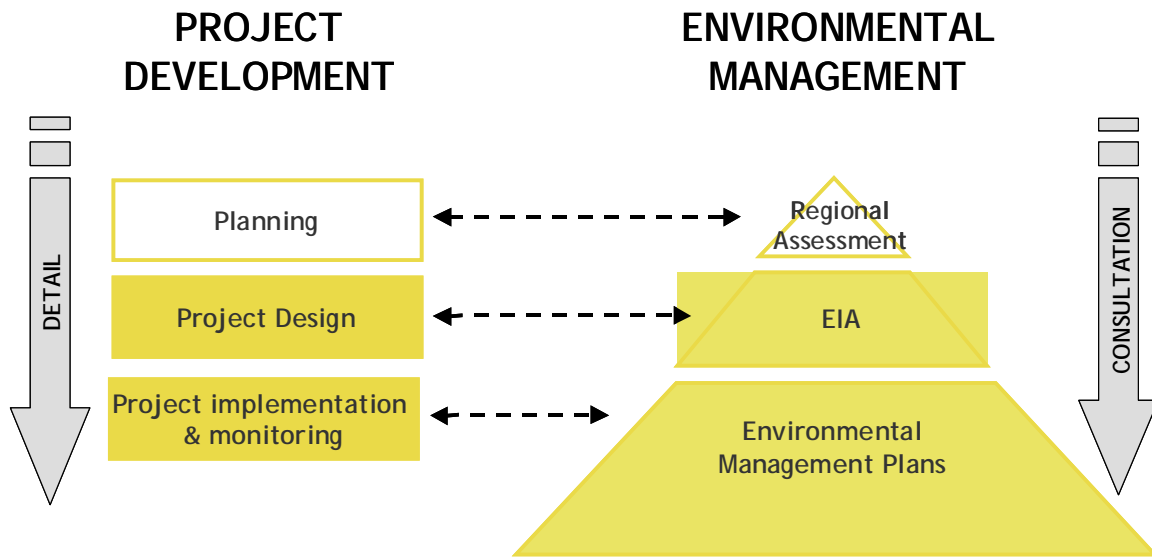 PROJECT
DEVELOPMENT
ENVIRONMENTAL
MANAGEMENT
DETAIL
Planning
Regional
Assessment
CONSULTATION
Project Design
EIA
Project implementation
& monitoring
Environmental
Management Plans